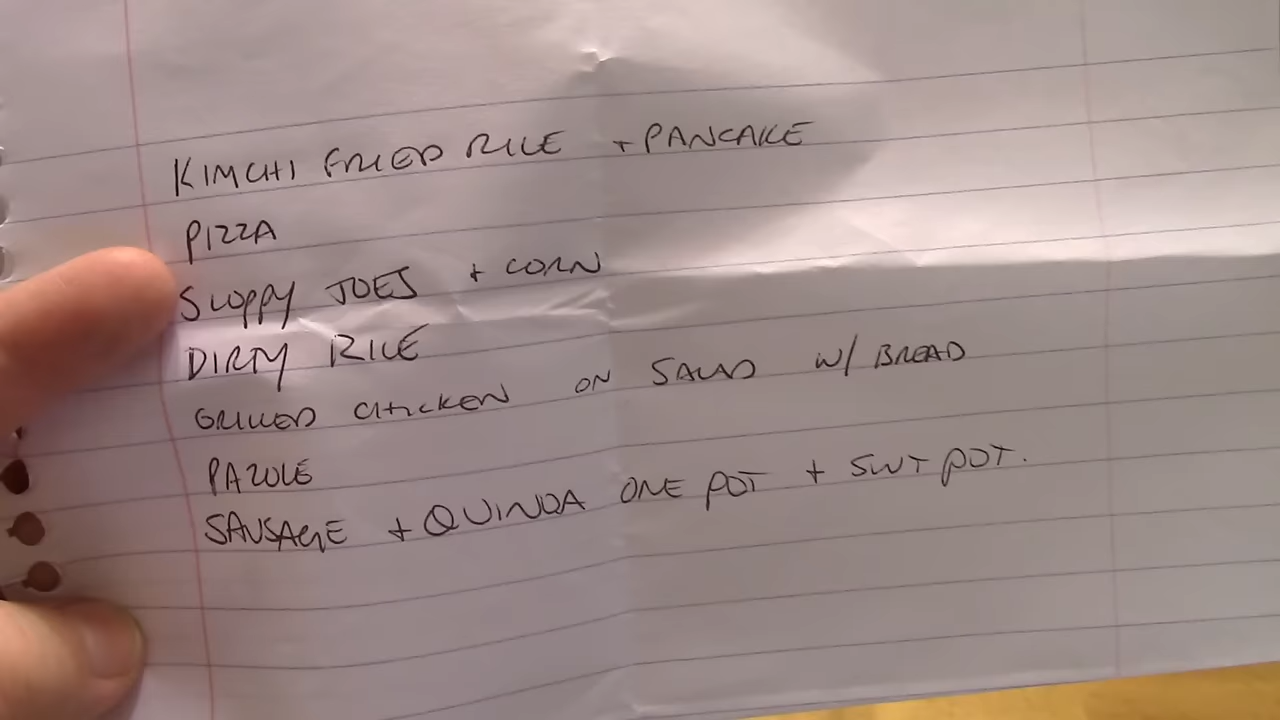 KIMCHI FRIED RICE + PANCAKE
PIZZA
SLOPPY JOES + CORN
DIRTY RICE
GRILLED CHICKEN ON SALAD W/ BREAD
PAZOLE
SAUSAGE + QUINOA ONE POT + SWT POT.